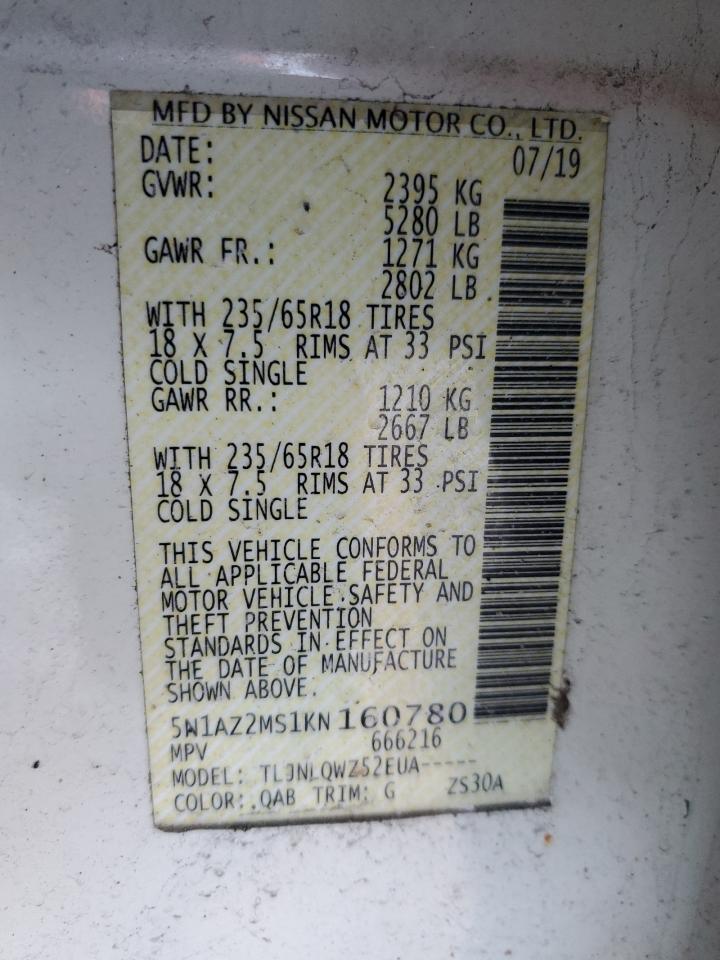 MFD BY NISSAN MOTOR CO., LTD.
DATE: 07/19
GVWR: 2395 KG
5280 LB
GAWR FR.: 1271 KG
2802 LB
WITH 235/65R18 TIRES
18 X 7.5 RIMS AT 33 PSI
COLD SINGLE
GAWR RR.: 1210 KG
2667 LB
WITH 235/65R18 TIRES
18 X 7.5 RIMS AT 33 PSI
COLD SINGLE
THIS VEHICLE CONFORMS TO
ALL APPLICABLE FEDERAL
MOTOR VEHICLE SAFETY AND
THEFT PREVENTION
STANDARDS IN EFFECT ON
THE DATE OF MANUFACTURE
SHOWN ABOVE.
5N1AZ2MS1KN160780
MPV 666216
MODEL: TLJNLQWZ52EUA-----
COLOR: QAB TRIM: G ZS30A